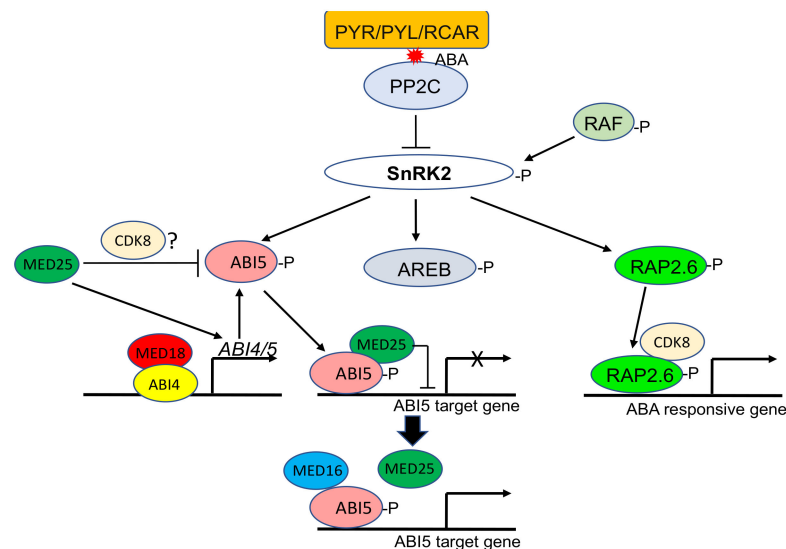 PYR/PYL/RCAR
ABA
PP2C
RAF
-P
SnRK2
-P
CDK8
?
MED25
ABI5
-P
AREB
-P
RAP2.6
-P
ABI4/5
MED18
ABI4
MED25
ABI5
-P
X
ABI5 target gene
CDK8
RAP2.6
-P
ABA responsive gene
MED16
MED25
ABI5
-P
ABI5 target gene